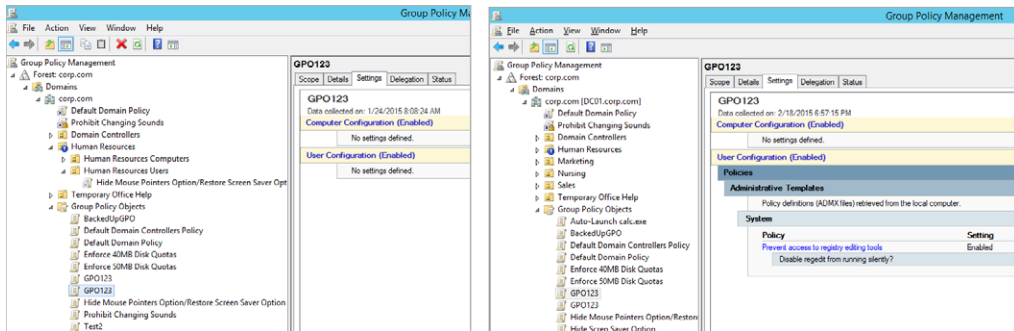 Group Policy Ma
File Action View Window Help
Group Policy Management
Forest: corp.com
Domains
corp.com
Default Domain Policy
Prohibit Changing Sounds
Domain Controllers
Human Resources
Human Resources Computers
Human Resources Users
Hide Mouse Pointers Option/Restore Screen Saver Opt
Temporary Office Help
Group Policy Objects
BackedUpGPO
Default Domain Controllers Policy
Default Domain Policy
Enforce 40MB Disk Quotas
Enforce 50MB Disk Quotas
GPO123
GPO123
Hide Mouse Pointers Option/Restore Screen Saver Option
Prohibit Changing Sounds
Test2
GPO123
Scope Details Settings Delegation Status
GPO123
Data collected on: 1/24/2015 8:08:24 AM
Computer Configuration (Enabled)
No settings defined.
User Configuration (Enabled)
No settings defined.
Group Policy Management
File Action View Window Help
Group Policy Management
Forest: corp.com
Domains
corp.com [DC01.corp.com]
Default Domain Policy
Prohibit Changing Sounds
Domain Controllers
Human Resources
Marketing
Nursing
Sales
Temporary Office Help
Group Policy Objects
Auto-Launch calc.exe
BackedUpGPO
Default Domain Controllers Policy
Default Domain Policy
Enforce 40MB Disk Quotas
Enforce 50MB Disk Quotas
GPO123
GPO123
Hide Mouse Pointers Option/Restor
Hide Scren Saver Option
GPO123
Scope Details Settings Delegation Status
GPO123
Data collected on: 2/18/2015 6:57:15 PM
Computer Configuration (Enabled)
No settings defined.
User Configuration (Enabled)
Policies
Administrative Templates
Policy definitions (ADMX files) retrieved from the local computer.
System
Policy Setting
Prevent access to registry editing tools Enabled
Disable regedit from running silently?